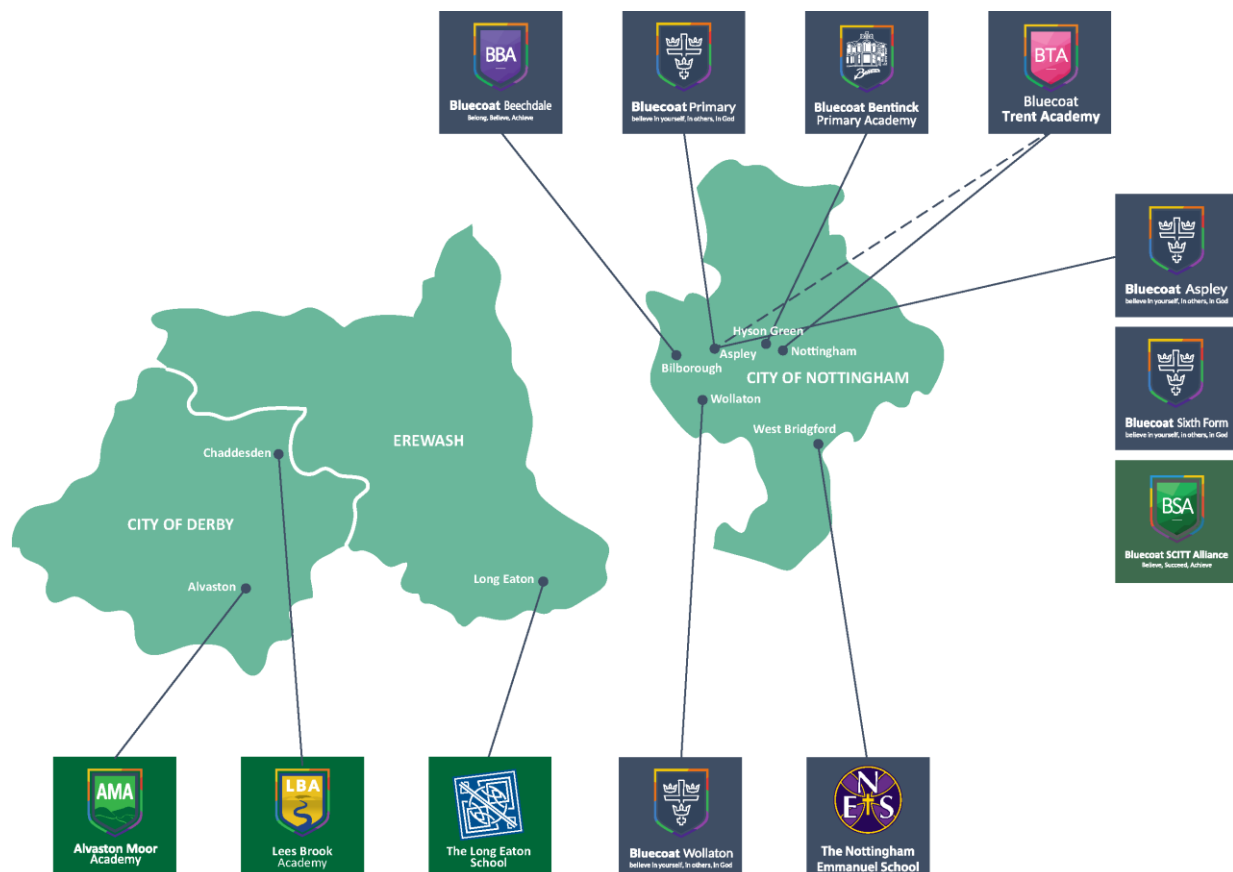 BBA
Bluecoat Beechdale
Belong, Believe, Achieve
Bluecoat Primary
believe in yourself, in others, in God
Bluecoat Bentinck
Primary Academy
BTA
Bluecoat
Trent Academy
Bluecoat Aspley
believe in yourself, in others, in God
Hyson Green
Aspley
Nottingham
Bilborough
CITY OF NOTTINGHAM
Wollaton
West Bridgford
Bluecoat Sixth Form
believe in yourself, in others, in God
EREWASH
Chaddesden
CITY OF DERBY
BSA
Bluecoat SCITT Alliance
Believe, Succeed, Achieve
Alvaston
Long Eaton
AMA
Alvaston Moor
Academy
LBA
Lees Brook
Academy
The Long Eaton
School
Bluecoat Wollaton
believe in yourself, in others, in God
N
E S
The Nottingham
Emmanuel School